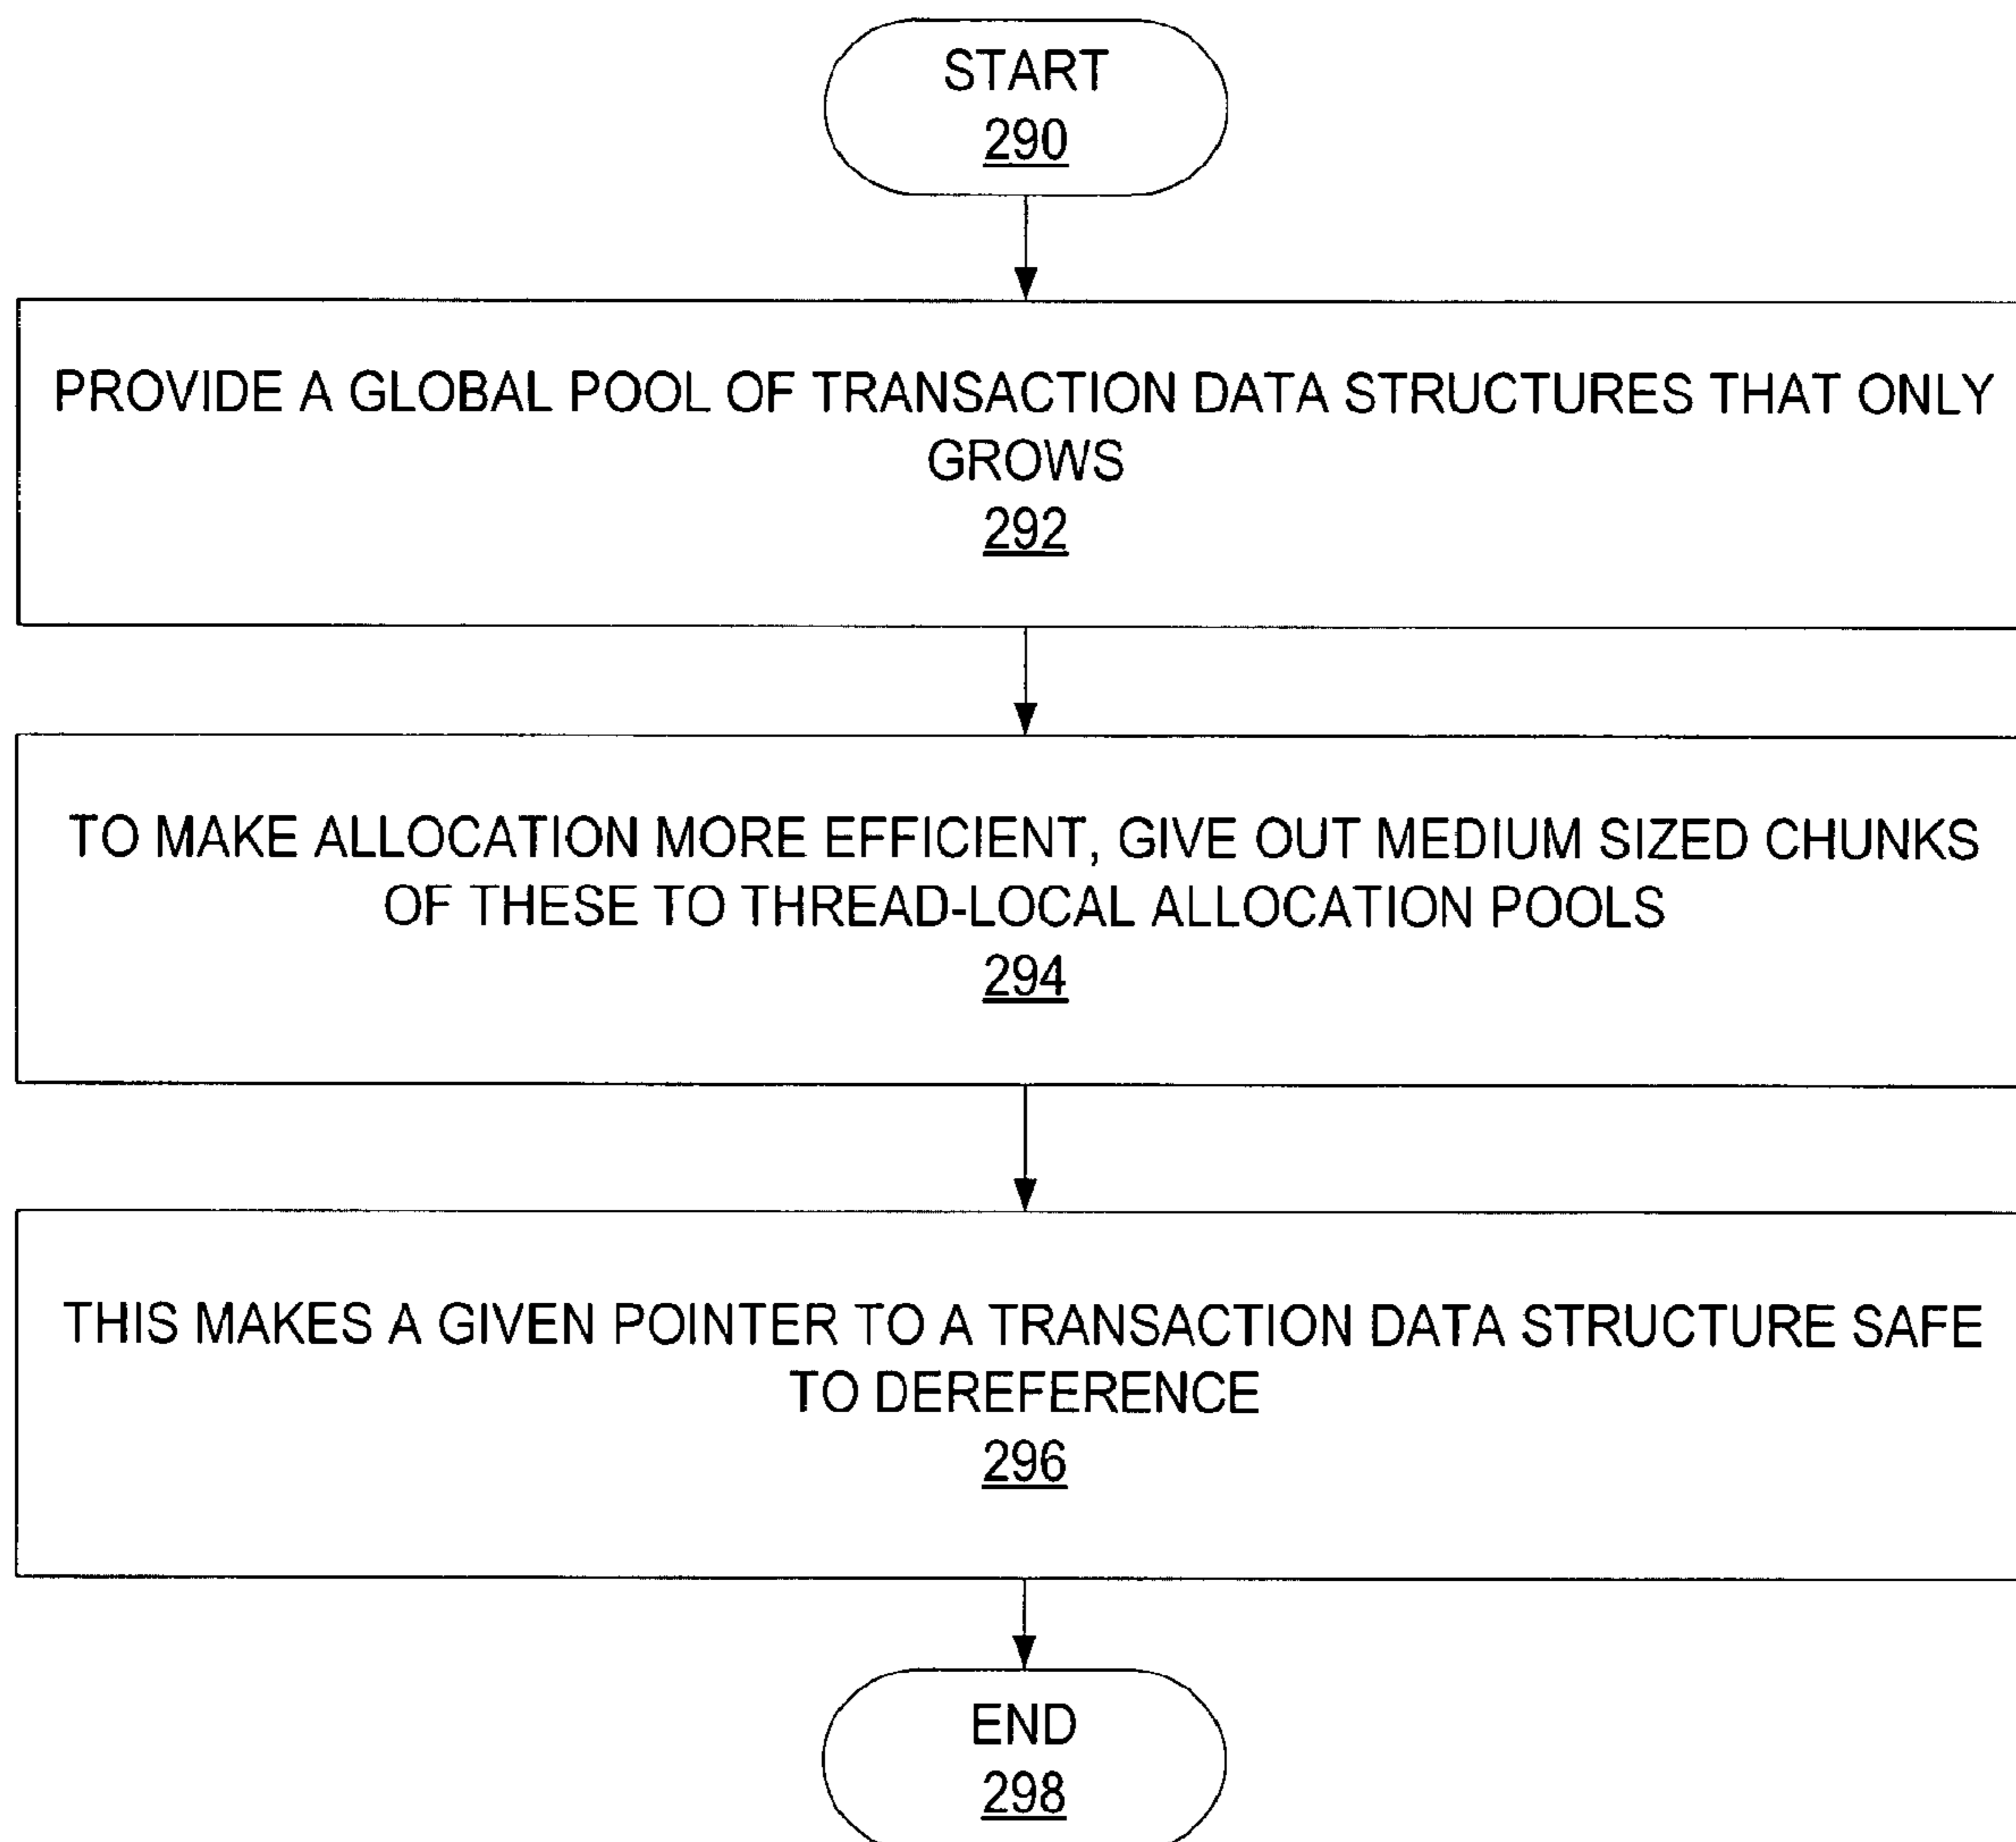 START
290
PROVIDE A GLOBAL POOL OF TRANSACTION DATA STRUCTURES THAT ONLY
GROWS
292
TO MAKE ALLOCATION MORE EFFICIENT, GIVE OUT MEDIUM SIZED CHUNKS
OF THESE TO THREAD-LOCAL ALLOCATION POOLS
294
THIS MAKES A GIVEN POINTER TO A TRANSACTION DATA STRUCTURE SAFE
TO DEREFERENCE
296
END
298